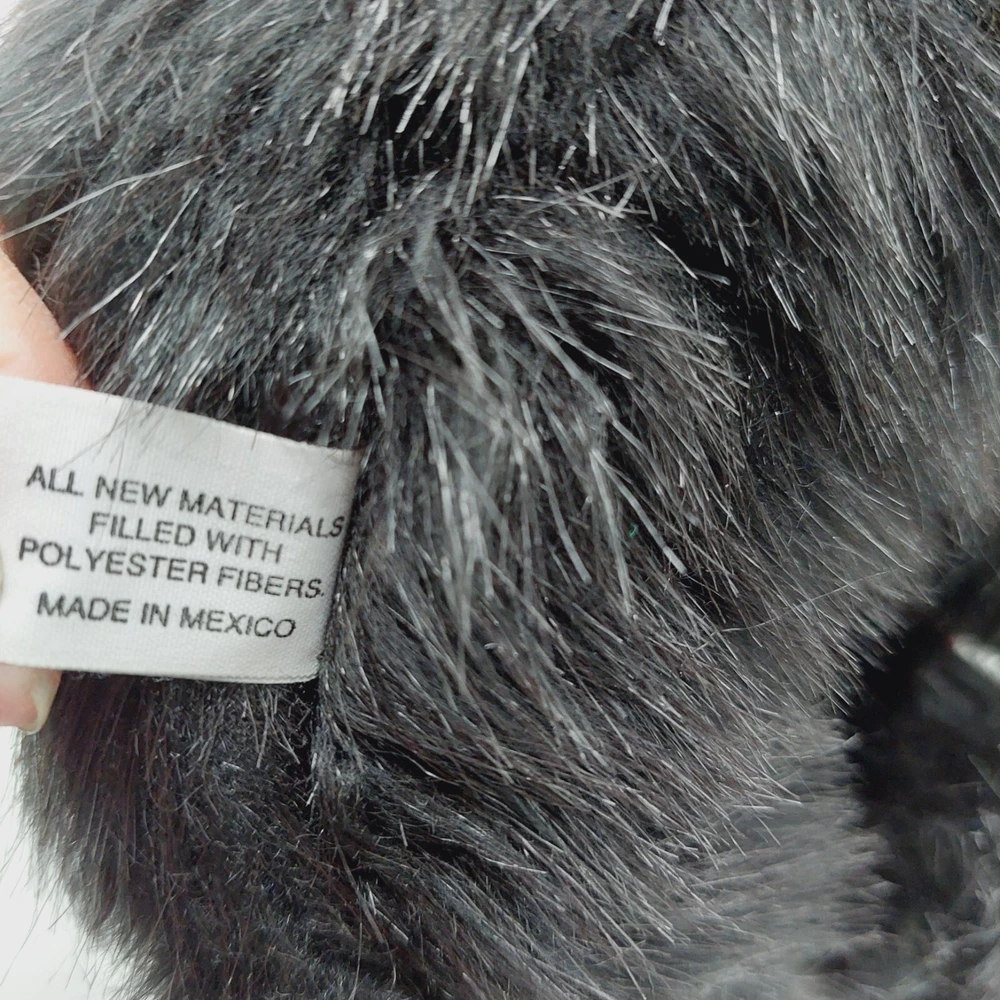 ALL NEW MATERIALS
FILLED WITH
POLYESTER FIBERS.
MADE IN MEXICO